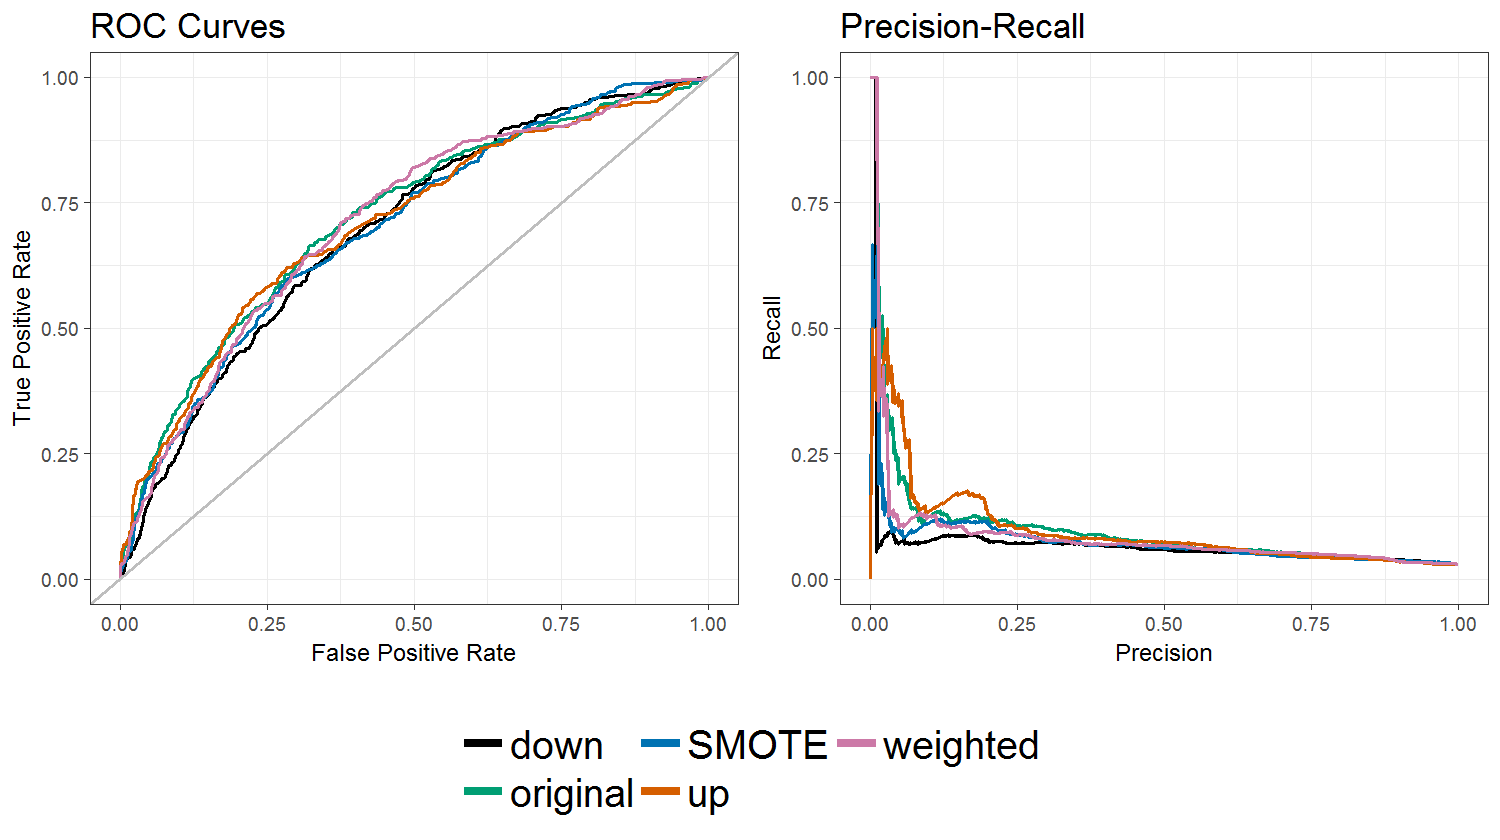 ROC Curves
True Positive Rate
1.00
0.75
0.50
0.25
0.00
0.00 0.25 0.50 0.75 1.00
False Positive Rate
Precision-Recall
Recall
1.00
0.75
0.50
0.25
0.00
0.00 0.25 0.50 0.75 1.00
Precision
down SMOTE weighted
original up